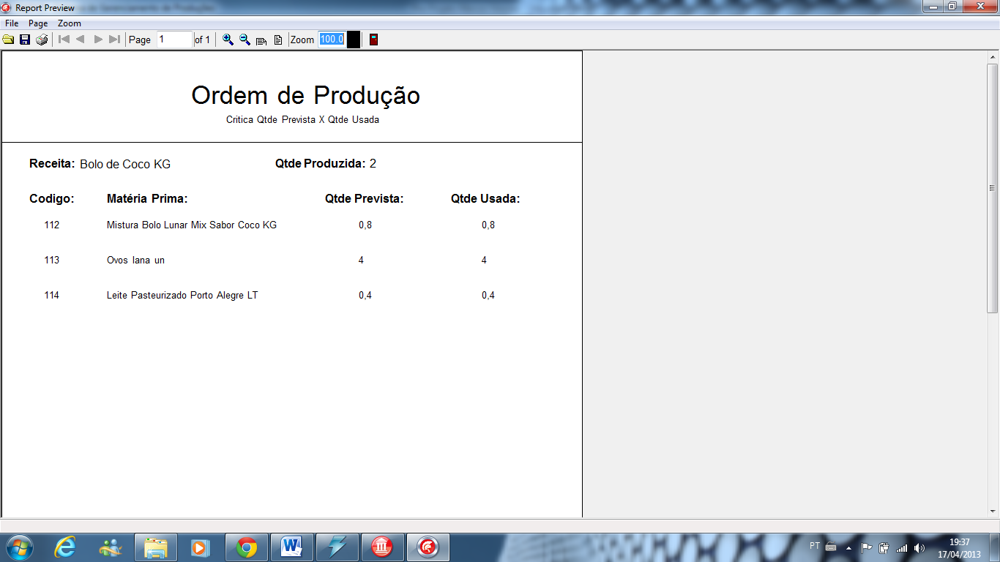 Report Preview
File Page Zoom
Page 1 of 1 Zoom 100.0
Ordem de Produção
Critica Qtde Prevista X Qtde Usada
Receita: Bolo de Coco KG Qtde Produzida: 2
Codigo: Matéria Prima: Qtde Prevista: Qtde Usada:
112 Mistura Bolo Lunar Mix Sabor Coco KG 0,8 0,8
113 Ovos Iana un 4 4
114 Leite Pasteurizado Porto Alegre LT 0,4 0,4
PT 19:37
17/04/2013